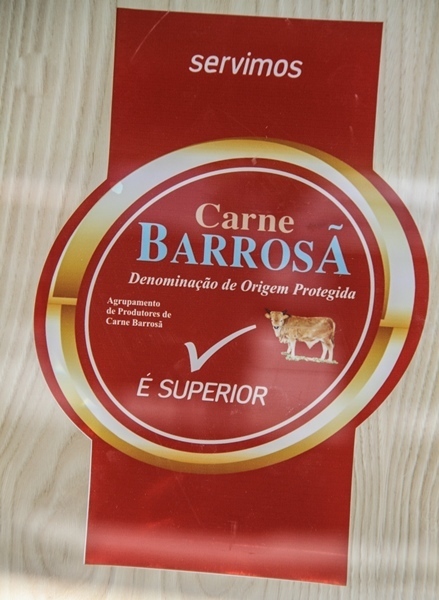 servimos
Carne
BARROSÃ
Denominação de Origem Protegida
Agrupamento
de Produtores de
Carne Barrosã
É SUPERIOR